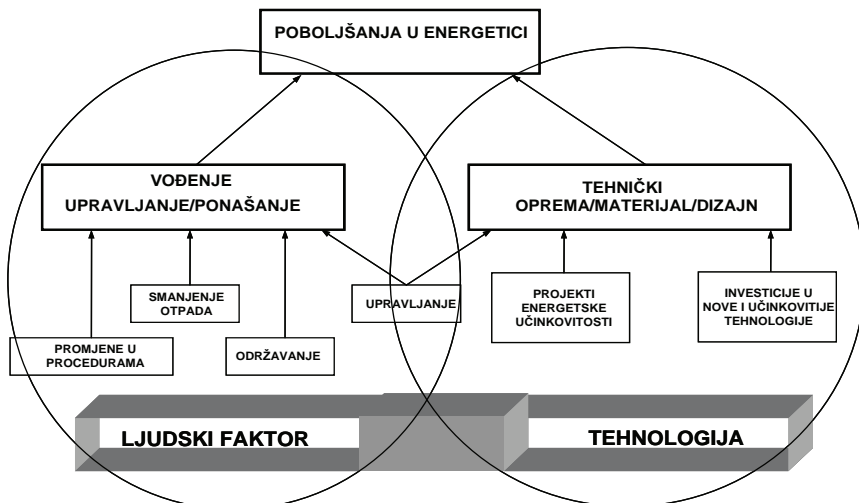 POBOLJŠANJA U ENERGETICI
VOĐENJE
UPRAVLJANJE/PONAŠANJE
TEHNIČKI
OPREMA/MATERIJAL/DIZAJN
SMANJENJE
OTPADA
UPRAVLJANJE
PROJEKTI
ENERGETSKE
UČINKOVITOSTI
INVESTICIJE U
NOVE I UČINKOVITIJE
TEHNOLOGIJE
PROMJENE U
PROCEDURAMA
ODRŽAVANJE
LJUDSKI FAKTOR
TEHNOLOGIJA